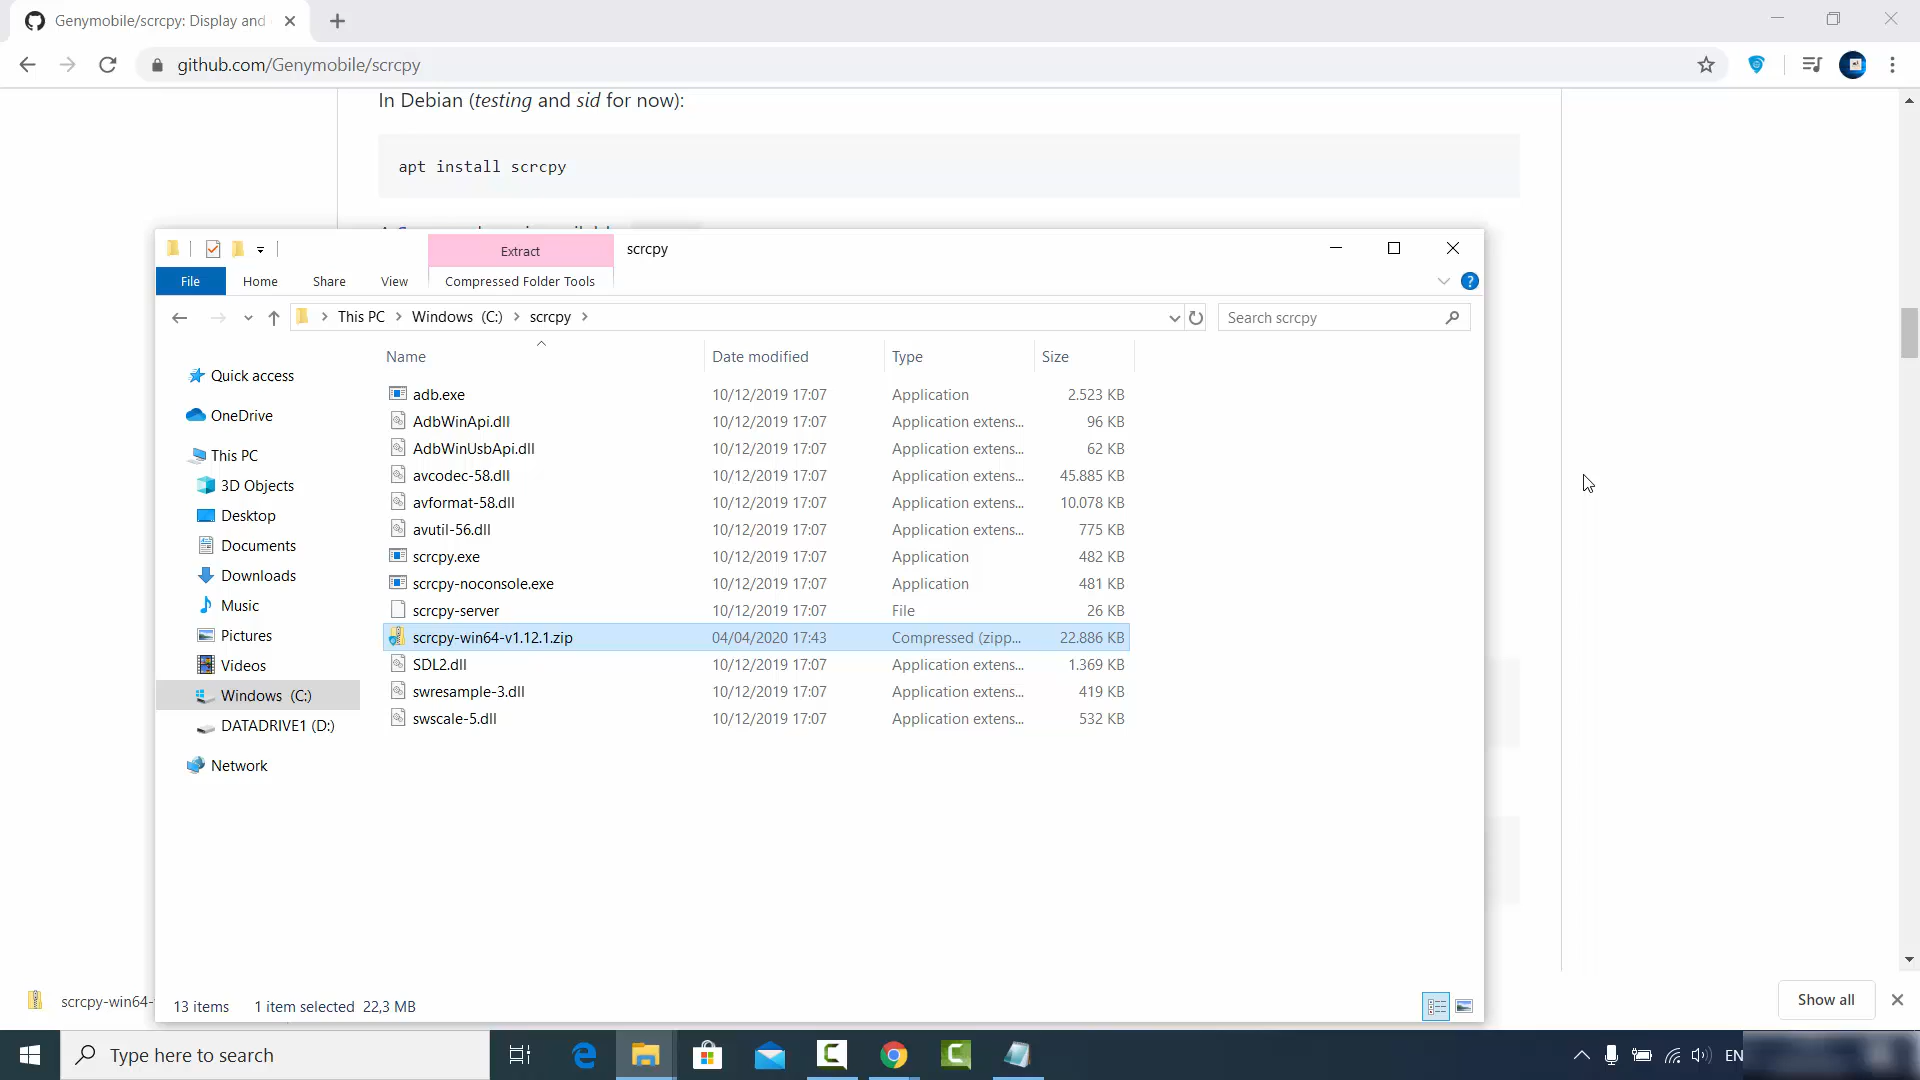 Genymobile/scrcpy: Display and
github.com/Genymobile/scrcpy
In Debian (testing and sid for now):
apt install scrcpy
Extract
scrcpy
File
Home
Share
View
Compressed Folder Tools
This PC
Windows (C:)
scrcpy
Search scrcpy
Name
Date modified
Type
Size
Quick access
OneDrive
This PC
3D Objects
Desktop
Documents
Downloads
Music
Pictures
Videos
Windows (C:)
DATADRIVE1 (D:)
Network
adb.exe 10/12/2019 17:07 Application 2.523 KB
AdbWinApi.dll 10/12/2019 17:07 Application extens... 96 KB
AdbWinUsbApi.dll 10/12/2019 17:07 Application extens... 62 KB
avcodec-58.dll 10/12/2019 17:07 Application extens... 45.885 KB
avformat-58.dll 10/12/2019 17:07 Application extens... 10.078 KB
avutil-56.dll 10/12/2019 17:07 Application extens... 775 KB
scrcpy.exe 10/12/2019 17:07 Application 482 KB
scrcpy-noconsole.exe 10/12/2019 17:07 Application 481 KB
scrcpy-server 10/12/2019 17:07 File 26 KB
scrcpy-win64-v1.12.1.zip 04/04/2020 17:43 Compressed (zipp... 22.886 KB
SDL2.dll 10/12/2019 17:07 Application extens... 1.369 KB
swresample-3.dll 10/12/2019 17:07 Application extens... 419 KB
swscale-5.dll 10/12/2019 17:07 Application extens... 532 KB
13 items
1 item selected 22,3 MB
scrcpy-win64-
Show all
Type here to search
EN